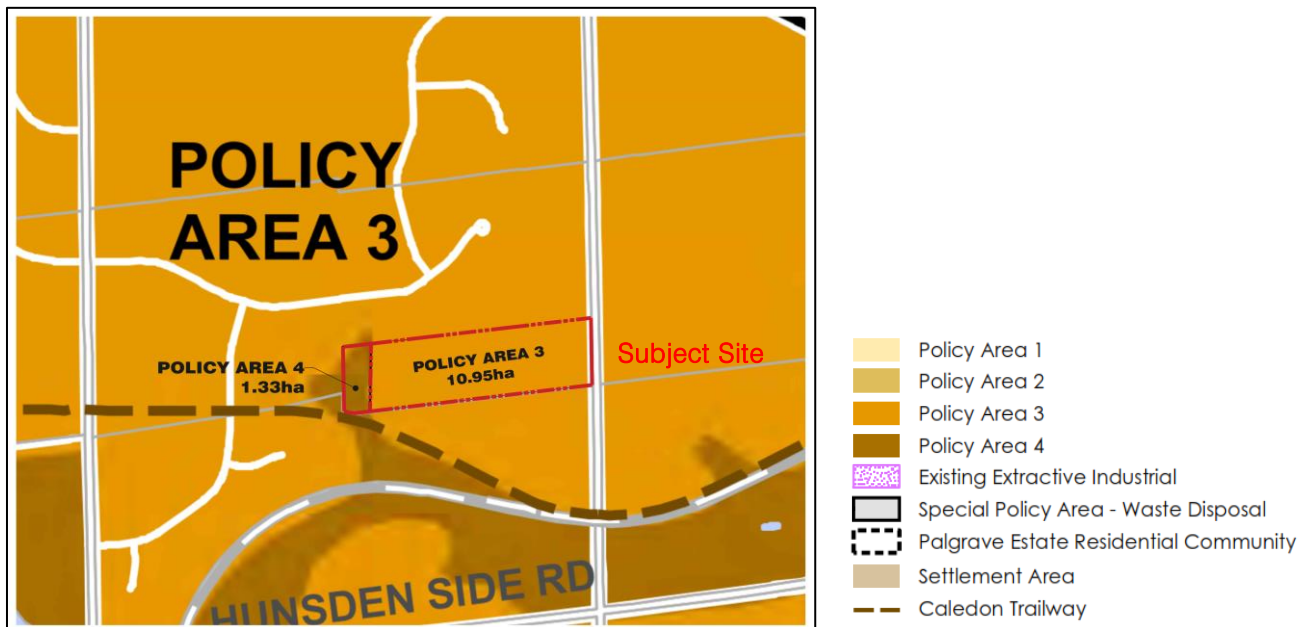 POLICY
AREA 3
POLICY AREA 4
1.33ha
POLICY AREA 3
10.95ha
Subject Site
HUNSDEN SIDE RD
Policy Area 1
Policy Area 2
Policy Area 3
Policy Area 4
Existing Extractive Industrial
Special Policy Area - Waste Disposal
Palgrave Estate Residential Community
Settlement Area
Caledon Trailway